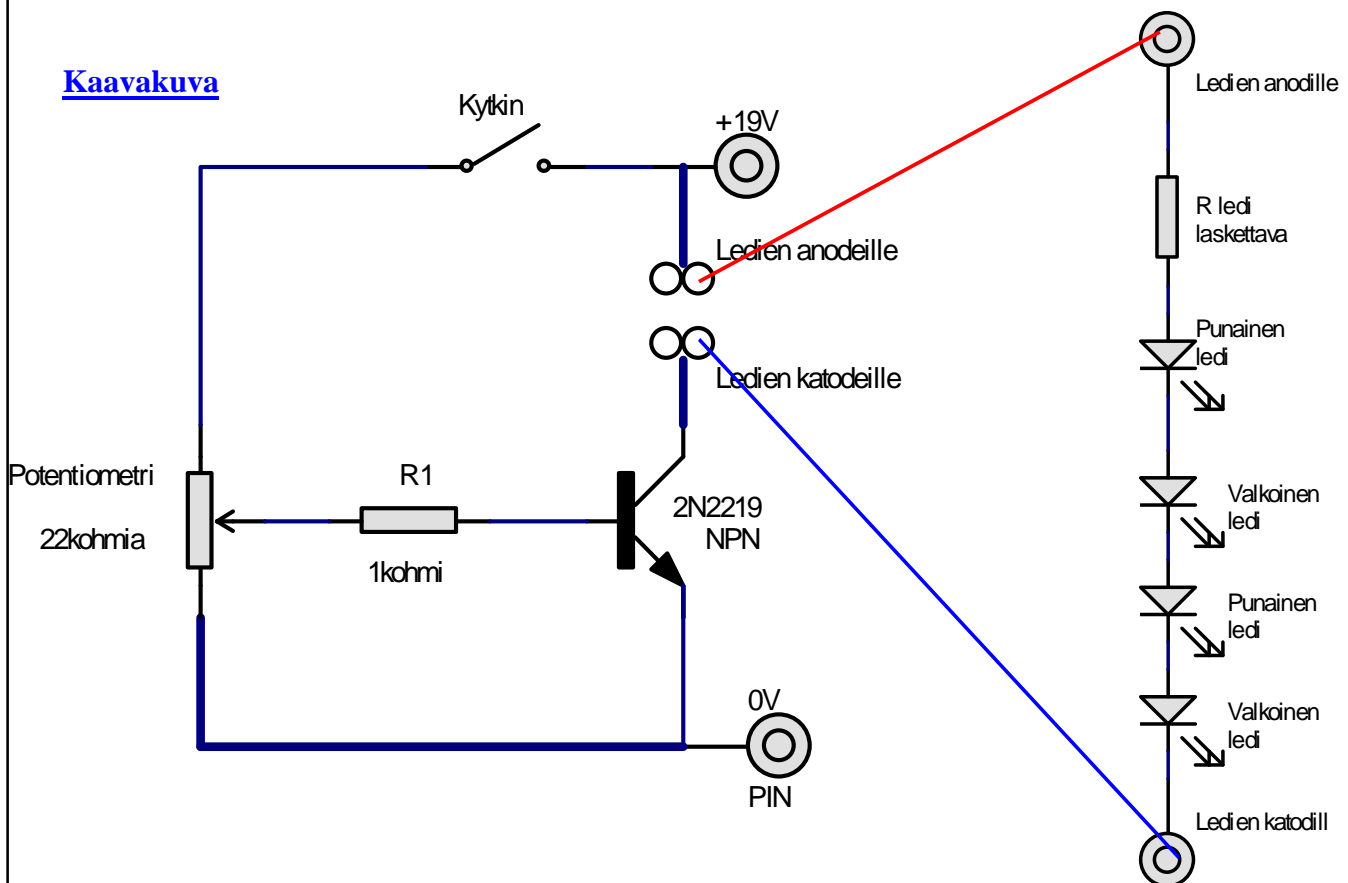 Kaavakuva
Kytkin
+19V
Ledien anodeille
Ledien katodeille
Potentiometri
22kohmia
R1
1kohmi
2N2219
NPN
0V
PIN
Ledien anodille
R ledi
laskettava
Punainen
ledi
Valkoinen
ledi
Punainen
ledi
Valkoinen
ledi
Ledien katodill